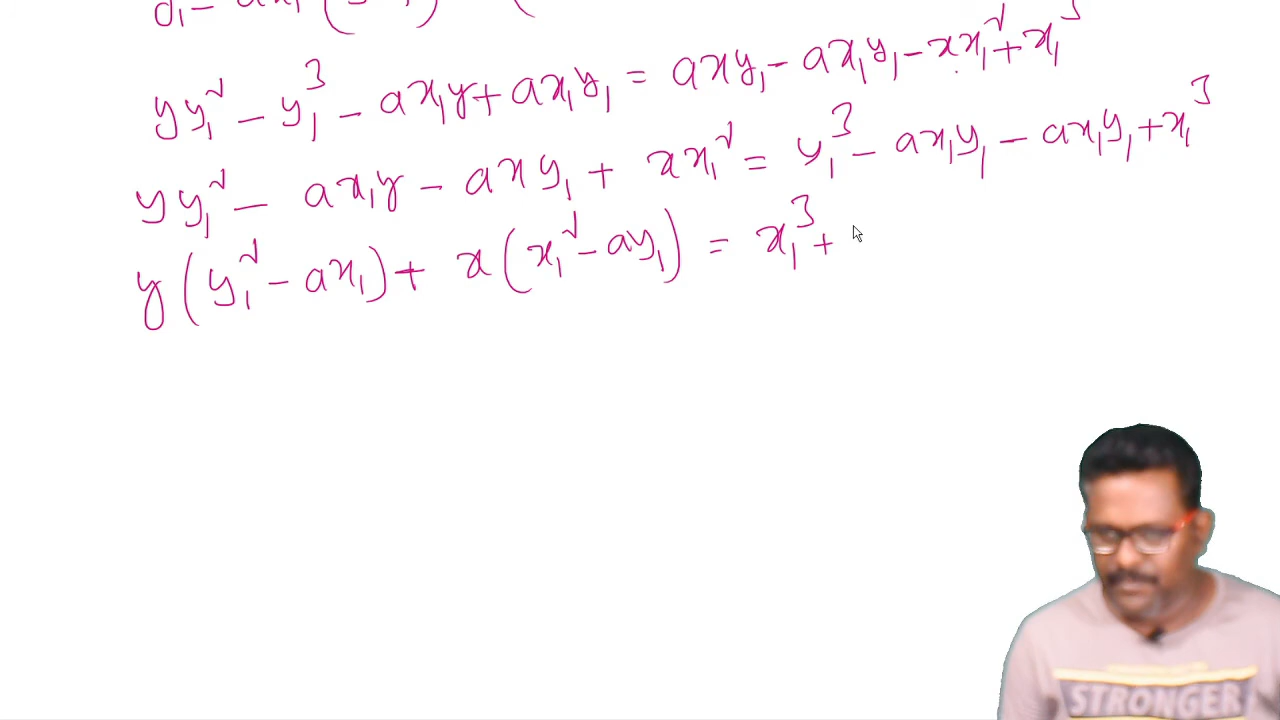 yy₁² - y₁³ - ax₁y + ax₁y₁ = axy₁ - ax₁y₁ - xx₁² + x₁³
yy₁² - ax₁y - axy₁ + xx₁² = y₁³ - ax₁y₁ - ax₁y₁ + x₁³
y(y₁² - ax₁) + x(x₁² - ay₁) = x₁³ +
STRONGER